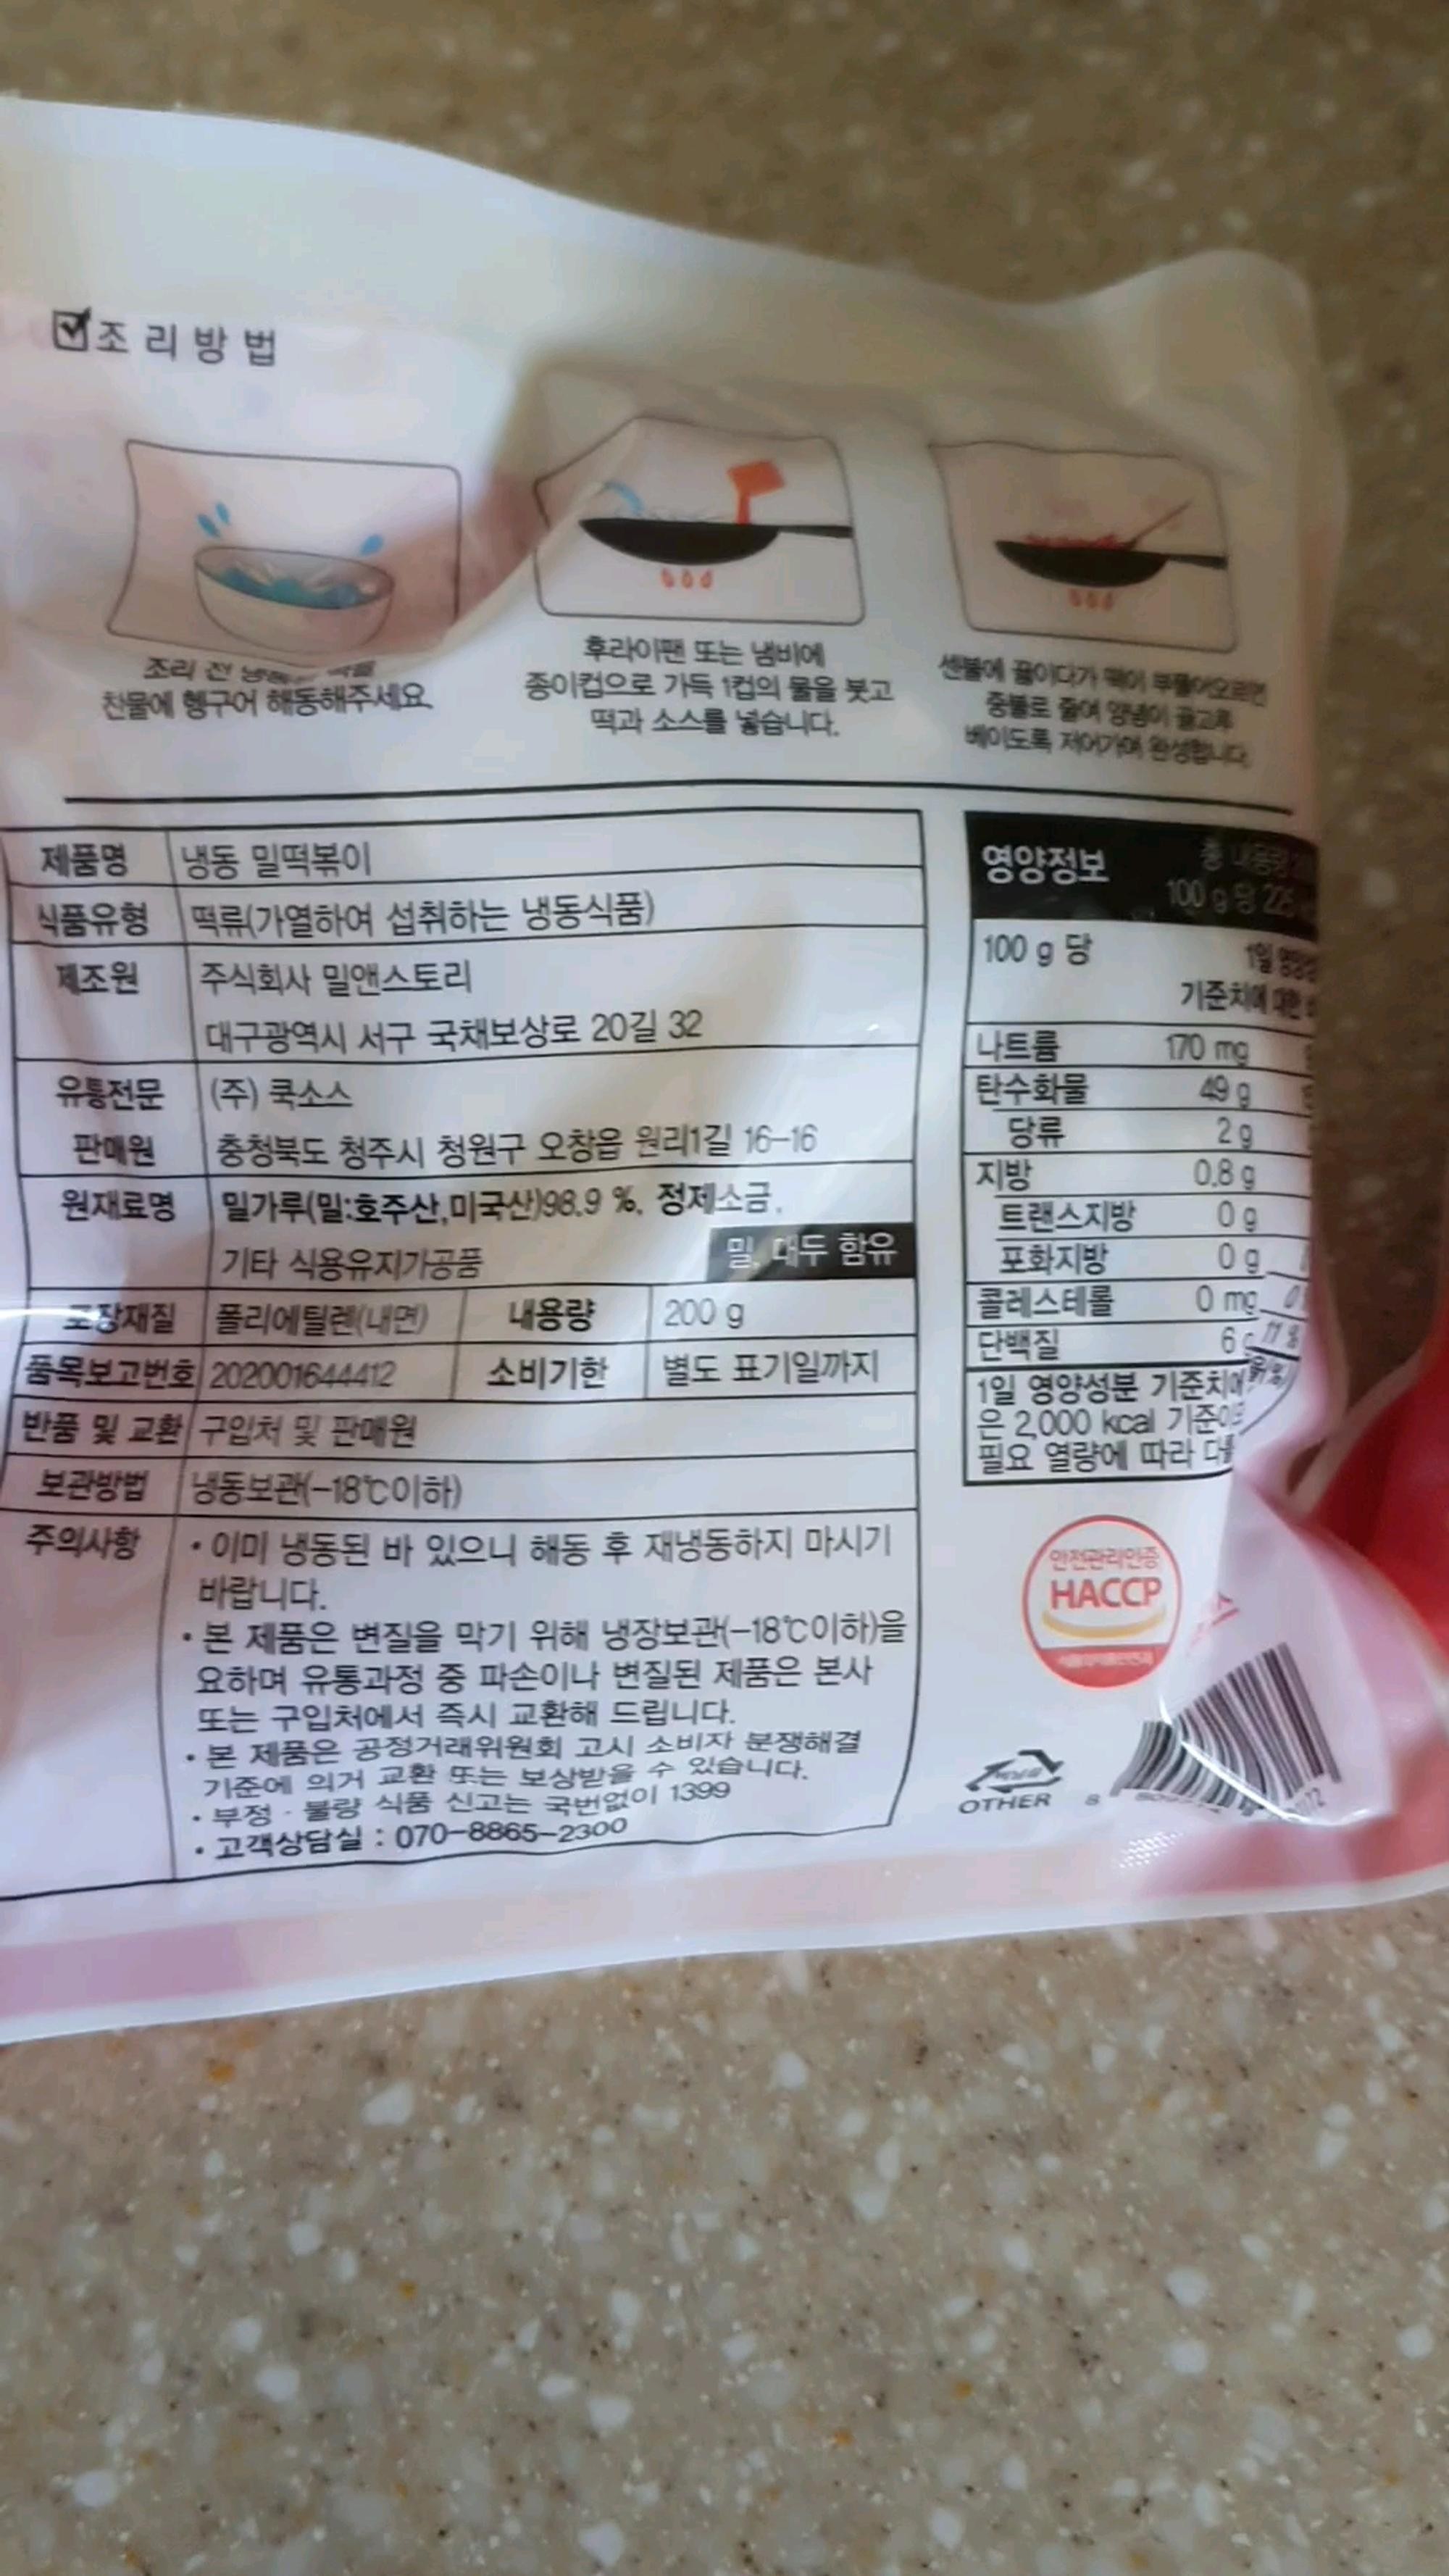 조리방법
조리 전
찬물에 헹구어 해동해주세요.
후라이팬 또는 냄비에
종이컵으로 가득 1컵의 물을 붓고
떡과 소스를 넣습니다.
센불에 끓이다가 떡이 부풀어오르면
중불로 줄여 양념이 골고루
베이도록 저어가며 완성합니다.
제품명 냉동 밀떡볶이
식품유형 떡류(가열하여 섭취하는 냉동식품)
제조원 주식회사 밀앤스토리
대구광역시 서구 국채보상로 20길 32
유통전문 (주) 쿡소스
판매원 충청북도 청주시 청원구 오창읍 원리1길 16-16
원재료명 밀가루(밀:호주산,미국산)98.9 %, 정제소금,
기타 식용유지가공품
밀, 대두 함유
포장재질 폴리에틸렌(내면) 내용량 200 g
품목보고번호 202001644412 소비기한 별도 표기일까지
반품 및 교환 구입처 및 판매원
보관방법 냉동보관(-18℃이하)
주의사항 • 이미 냉동된 바 있으니 해동 후 재냉동하지 마시기
바랍니다.
• 본 제품은 변질을 막기 위해 냉장보관(-18℃이하)을
요하며 유통과정 중 파손이나 변질된 제품은 본사
또는 구입처에서 즉시 교환해 드립니다.
• 본 제품은 공정거래위원회 고시 소비자 분쟁해결
기준에 의거 교환 또는 보상받을 수 있습니다.
• 부정 · 불량 식품 신고는 국번없이 1399
• 고객상담실 : 070-8865-2300
영양정보
총 내용량
100 g 당 225
100 g 당
1일
기준치에 대한
나트륨 170 mg
탄수화물 49 g
당류 2 g
지방 0.8 g
트랜스지방 0 g
포화지방 0 g
콜레스테롤 0 mg
단백질 6 11 %
1일 영양성분 기준치에
은 2,000 kcal 기준이
필요 열량에 따라
안전관리인증
HACCP
OTHER
8